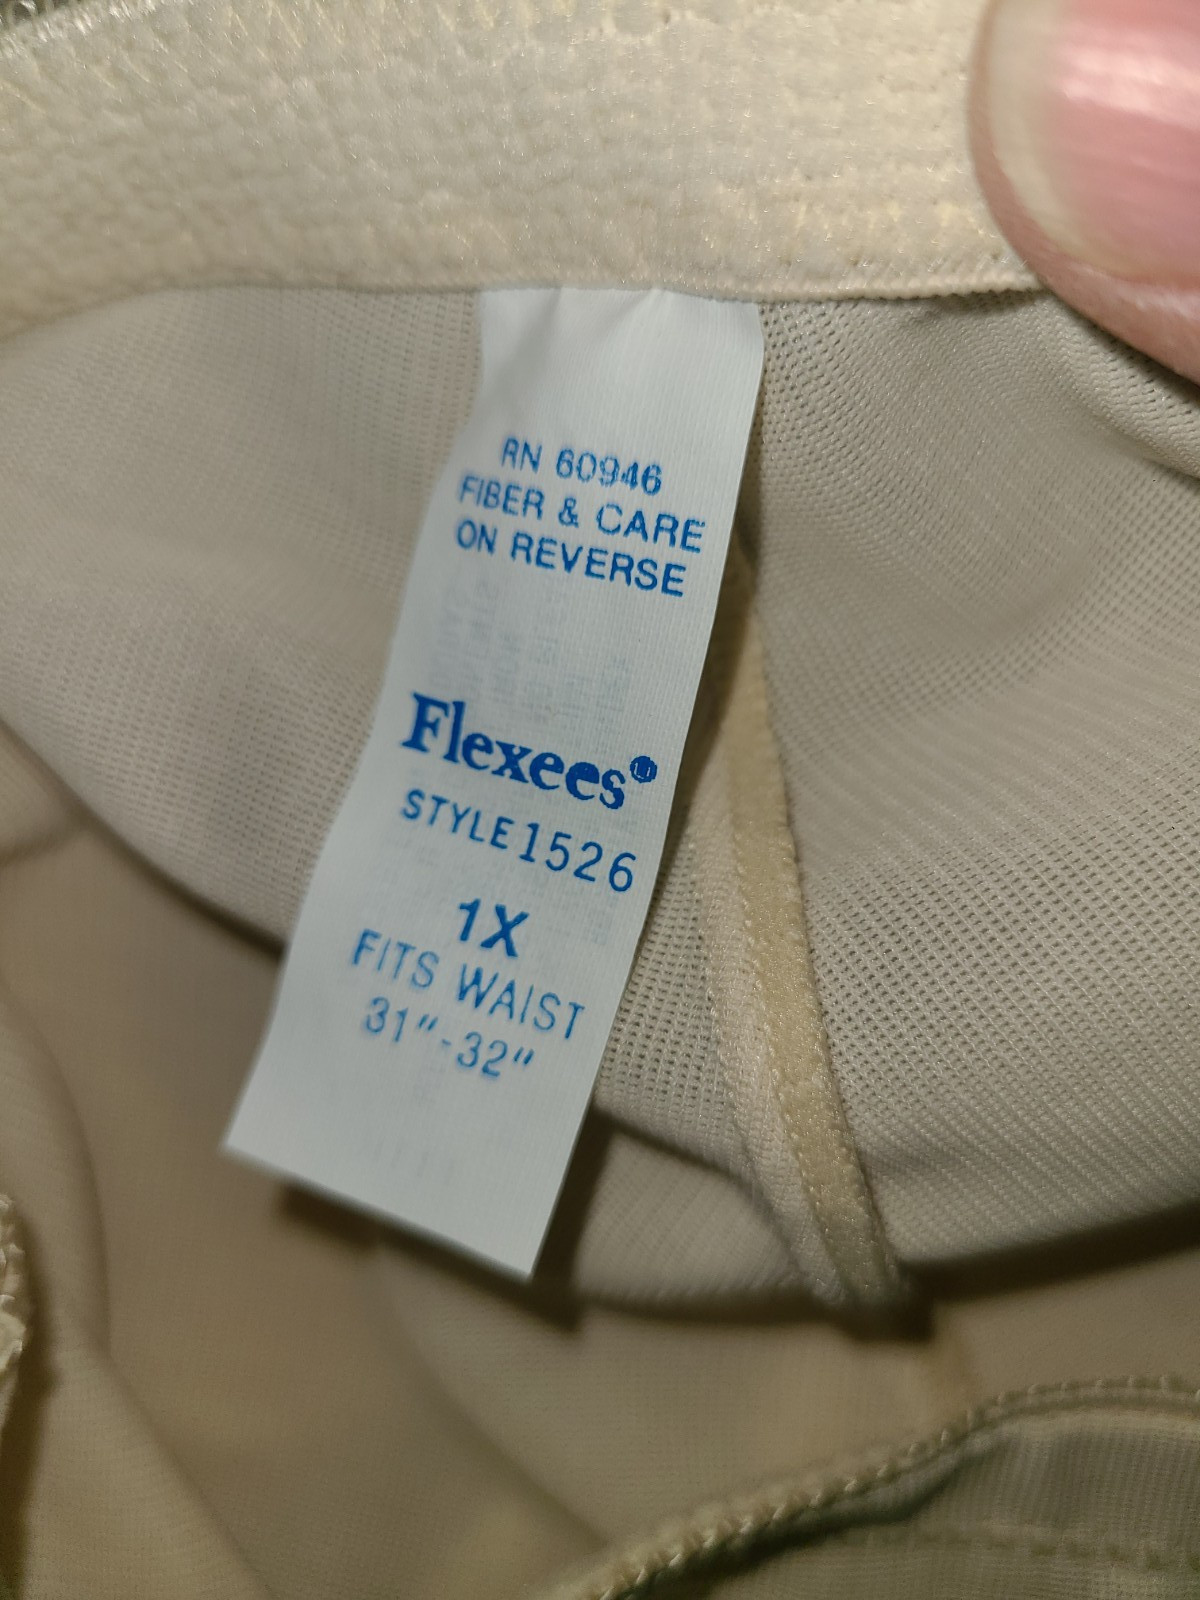 RN 60946
FIBER & CARE
ON REVERSE
Flexees®
STYLE 1526
1X
FITS WAIST
31"-32"